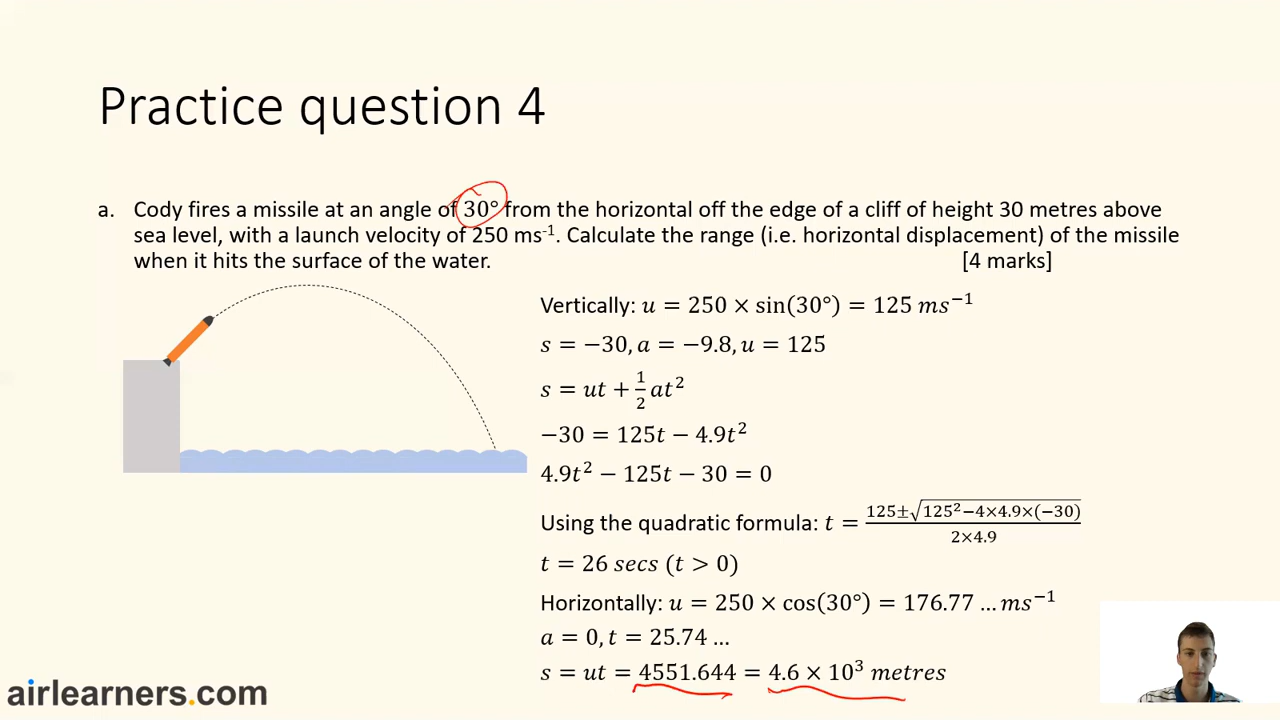 Practice question 4
a. Cody fires a missile at an angle of 30° from the horizontal off the edge of a cliff of height 30 metres above
sea level, with a launch velocity of 250 ms⁻¹. Calculate the range (i.e. horizontal displacement) of the missile
when it hits the surface of the water. [4 marks]
Vertically: u = 250 × sin(30°) = 125 ms⁻¹
s = −30, a = −9.8, u = 125
s = ut + 1/2 at²
−30 = 125t − 4.9t²
4.9t² − 125t − 30 = 0
Using the quadratic formula: t = (125±√(125²−4×4.9×(−30)))/(2×4.9)
t = 26 secs (t > 0)
Horizontally: u = 250 × cos(30°) = 176.77 … ms⁻¹
a = 0, t = 25.74 …
s = ut = 4551.644 = 4.6 × 10³ metres
airlearners.com